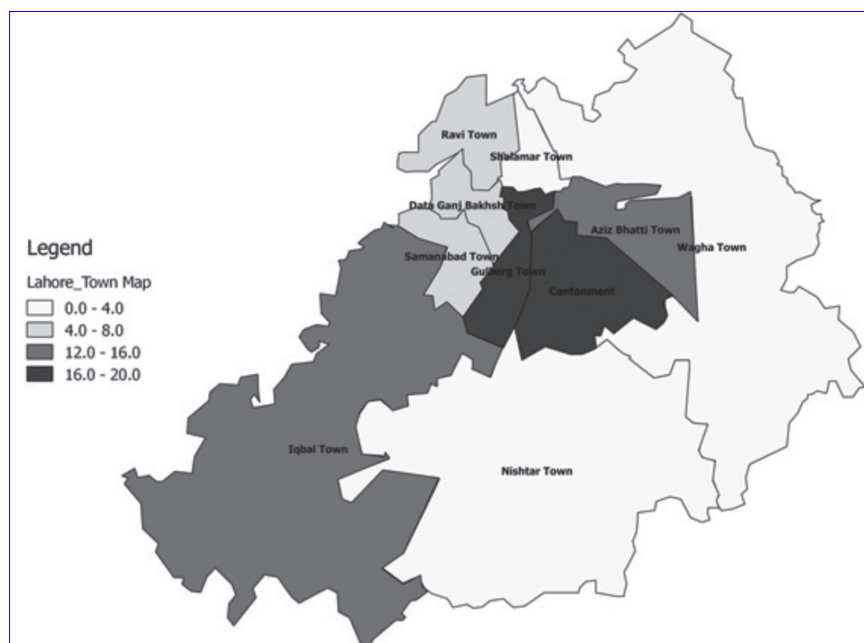 Ravi Town
Shalamar Town
Data Ganj Bakhsh Town
Aziz Bhatti Town
Wagha Town
Samanabad Town
Gulberg Town
Cantonment
Legend
Lahore_Town Map
0.0 - 4.0
4.0 - 8.0
12.0 - 16.0
16.0 - 20.0
Iqbal Town
Nishtar Town